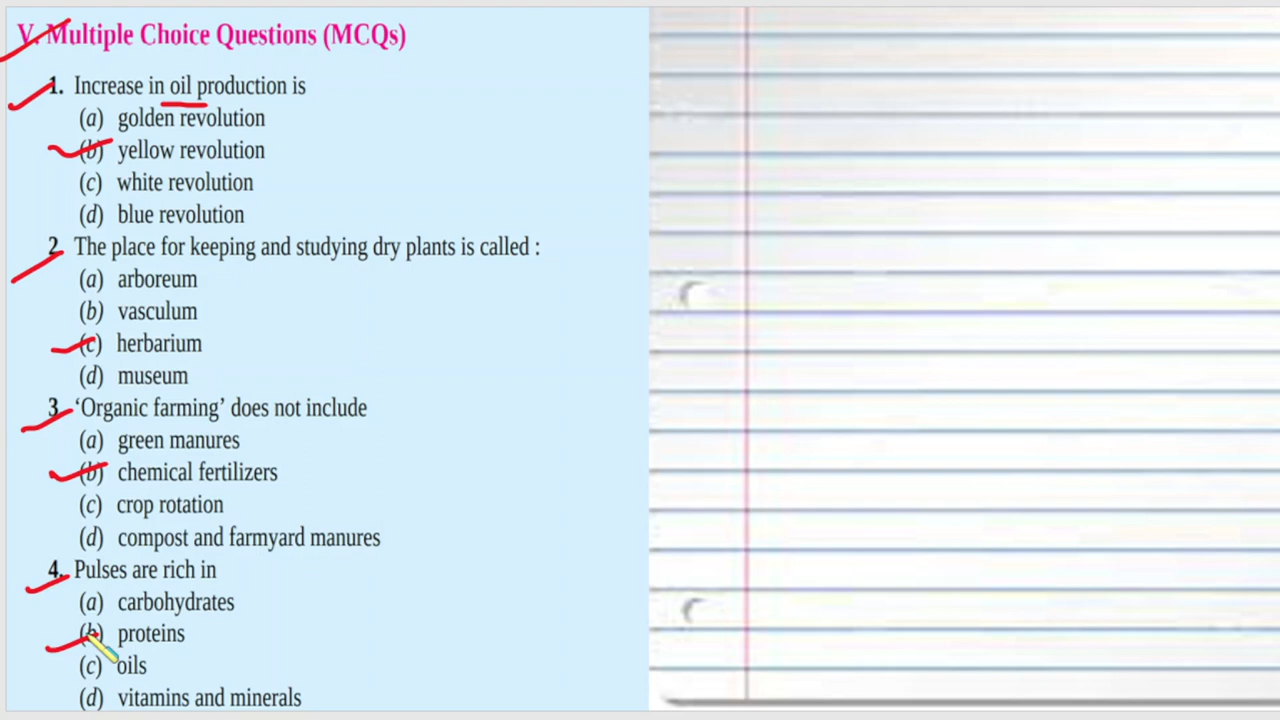 V. Multiple Choice Questions (MCQs)
1. Increase in oil production is
(a) golden revolution
(b) yellow revolution
(c) white revolution
(d) blue revolution
2. The place for keeping and studying dry plants is called :
(a) arboreum
(b) vasculum
(c) herbarium
(d) museum
3. ‘Organic farming’ does not include
(a) green manures
(b) chemical fertilizers
(c) crop rotation
(d) compost and farmyard manures
4. Pulses are rich in
(a) carbohydrates
(b) proteins
(c) oils
(d) vitamins and minerals